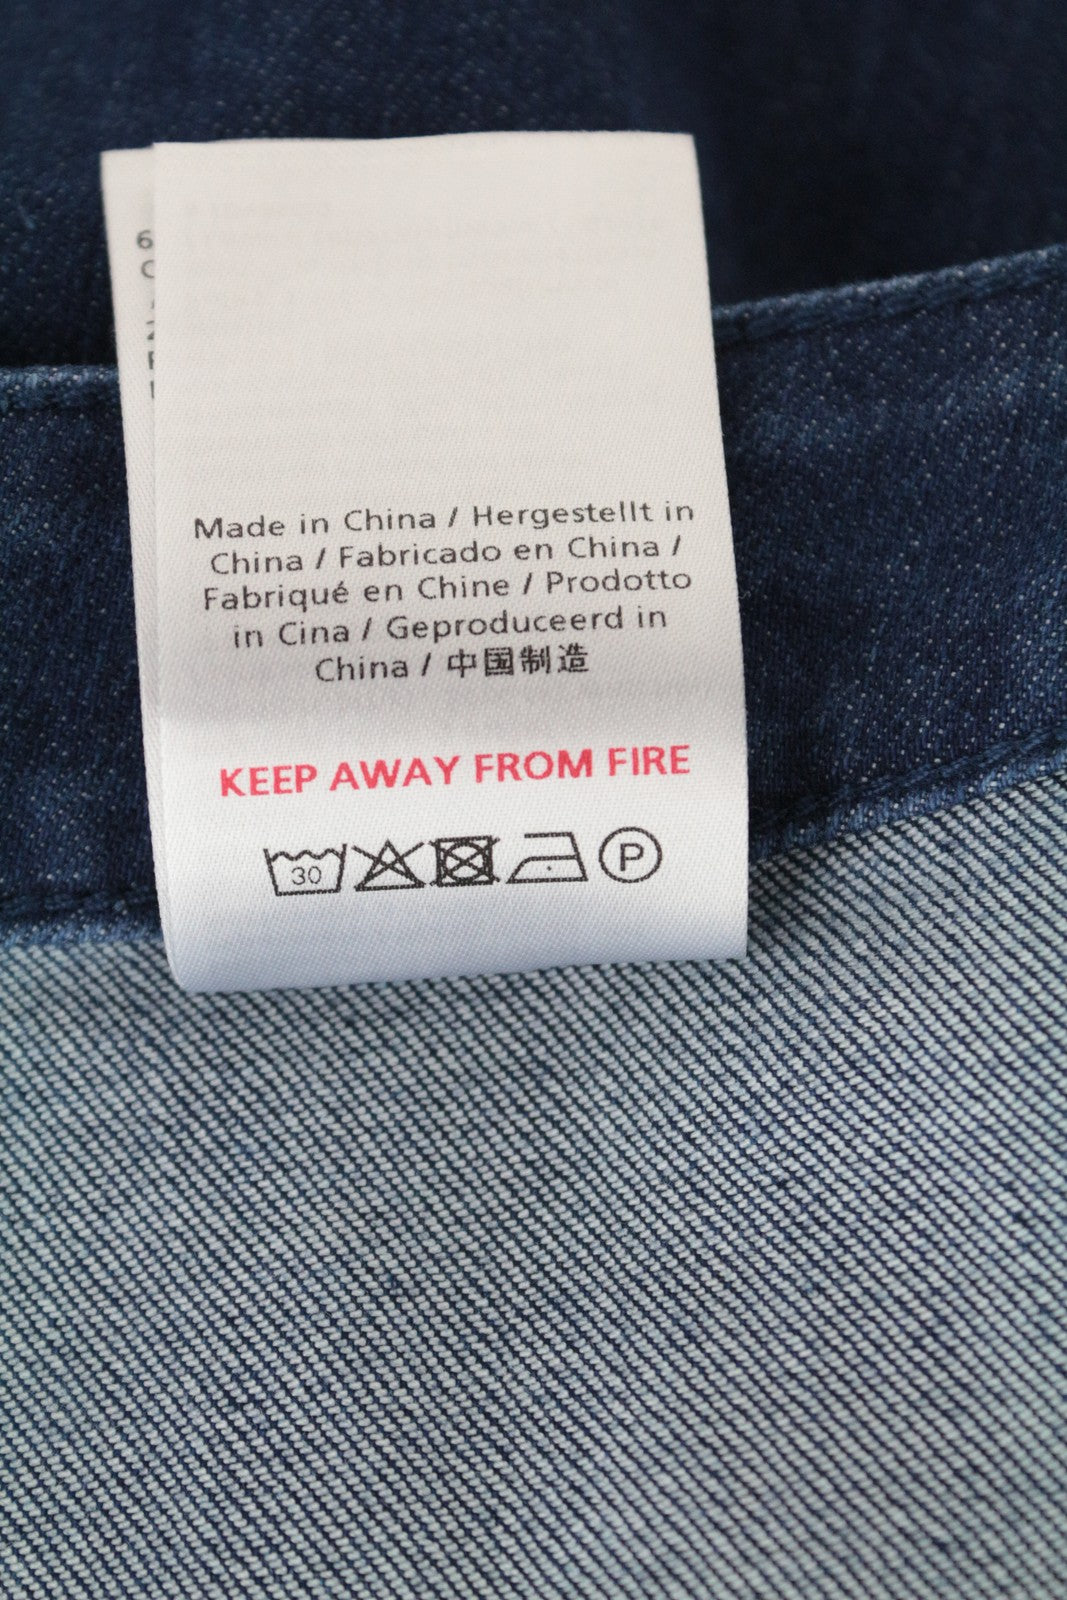 Made in China / Hergestellt in
China / Fabricado en China /
Fabriqué en Chine / Prodotto
in Cina / Geproduceerd in
China / 中国制造
KEEP AWAY FROM FIRE
30
P